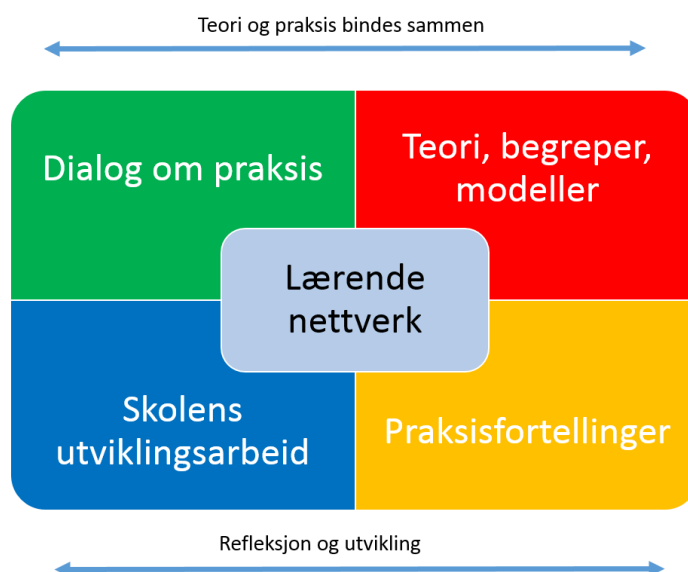 Teori og praksis bindes sammen
Dialog om praksis
Teori, begreper,
modeller
Lærende
nettverk
Skolens
utviklingsarbeid
Praksisfortellinger
Refleksjon og utvikling